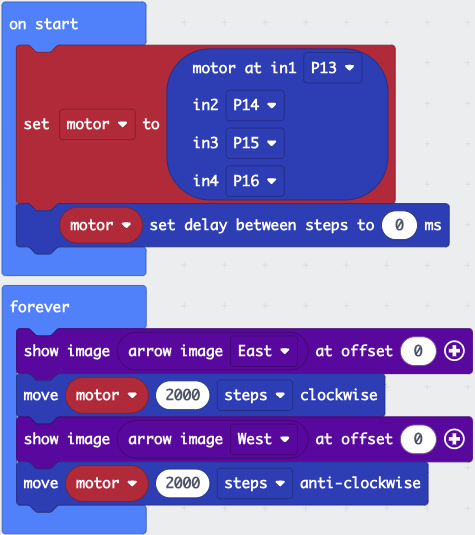 on start
motor at in1 P13
in2 P14
set motor to
in3 P15
in4 P16
motor set delay between steps to 0 ms
forever
show image arrow image East at offset 0
move motor 2000 steps clockwise
show image arrow image West at offset 0
move motor 2000 steps anti-clockwise